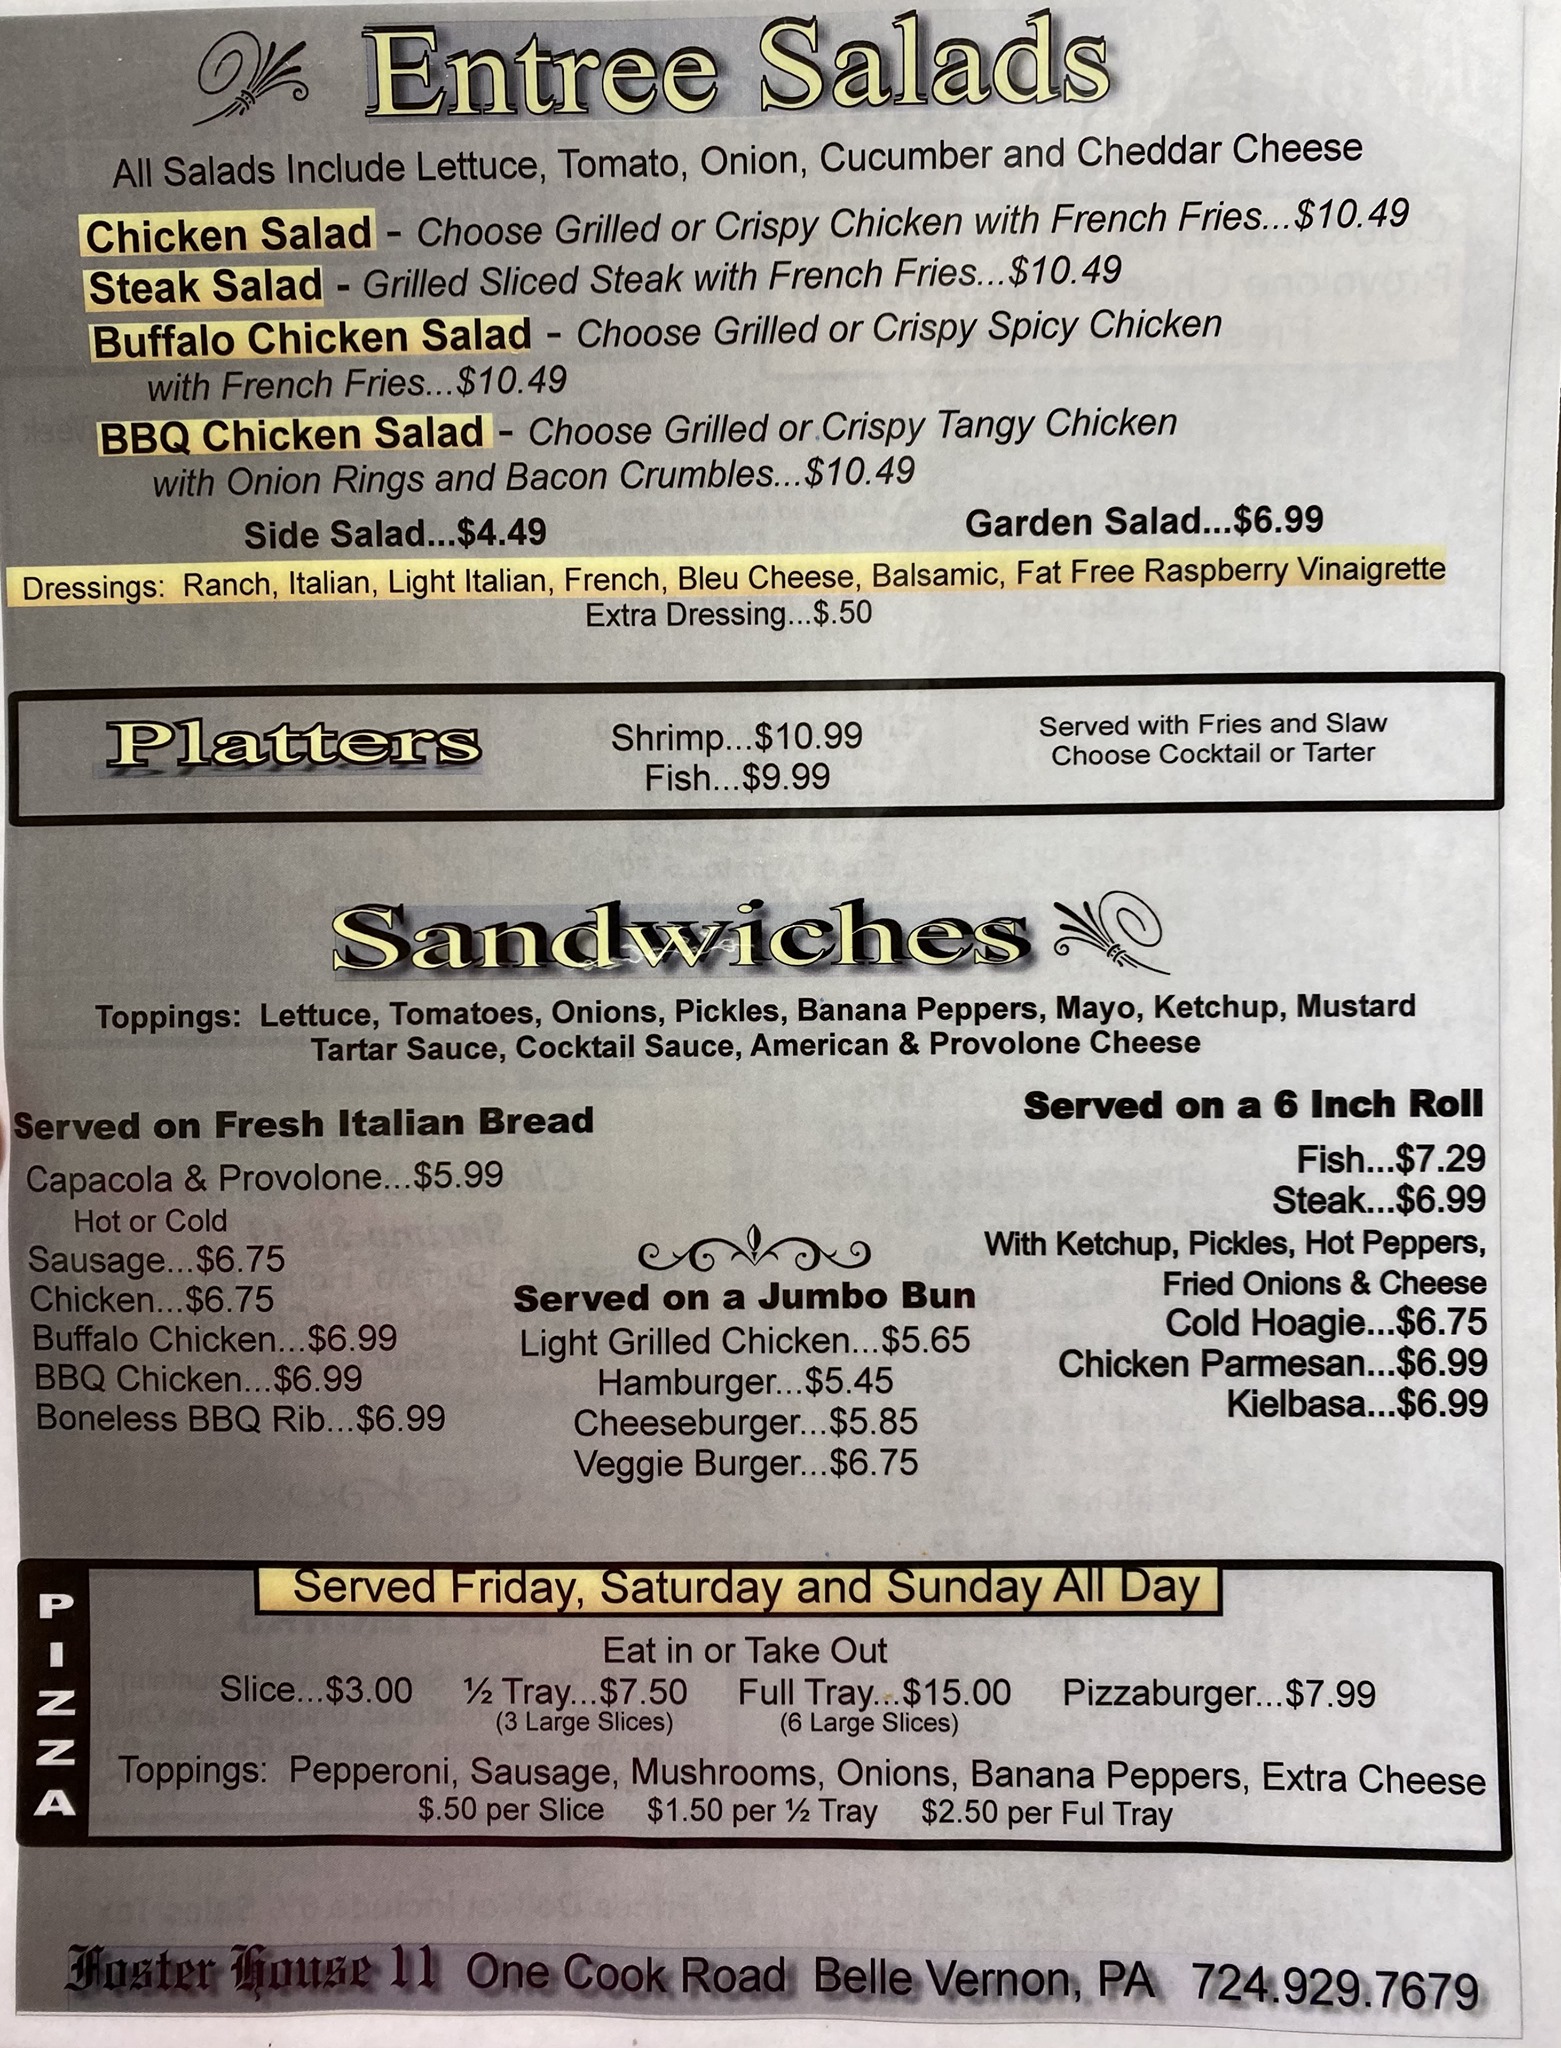 Entree Salads
All Salads Include Lettuce, Tomato, Onion, Cucumber and Cheddar Cheese
Chicken Salad - Choose Grilled or Crispy Chicken with French Fries...$10.49
Steak Salad - Grilled Sliced Steak with French Fries...$10.49
Buffalo Chicken Salad - Choose Grilled or Crispy Spicy Chicken
with French Fries...$10.49
BBQ Chicken Salad - Choose Grilled or Crispy Tangy Chicken
with Onion Rings and Bacon Crumbles...$10.49
Side Salad...$4.49 Garden Salad...$6.99
Dressings: Ranch, Italian, Light Italian, French, Bleu Cheese, Balsamic, Fat Free Raspberry Vinaigrette
Extra Dressing...$.50
Platters
Shrimp...$10.99
Fish...$9.99
Served with Fries and Slaw
Choose Cocktail or Tarter
Sandwiches
Toppings: Lettuce, Tomatoes, Onions, Pickles, Banana Peppers, Mayo, Ketchup, Mustard
Tartar Sauce, Cocktail Sauce, American & Provolone Cheese
Served on Fresh Italian Bread
Capacola & Provolone...$5.99
Hot or Cold
Sausage...$6.75
Chicken...$6.75
Buffalo Chicken...$6.99
BBQ Chicken...$6.99
Boneless BBQ Rib...$6.99
Served on a Jumbo Bun
Light Grilled Chicken...$5.65
Hamburger...$5.45
Cheeseburger...$5.85
Veggie Burger...$6.75
Served on a 6 Inch Roll
Fish...$7.29
Steak...$6.99
With Ketchup, Pickles, Hot Peppers,
Fried Onions & Cheese
Cold Hoagie...$6.75
Chicken Parmesan...$6.99
Kielbasa...$6.99
PIZZA
Served Friday, Saturday and Sunday All Day
Eat in or Take Out
Slice...$3.00 ½ Tray...$7.50 Full Tray...$15.00 Pizzaburger...$7.99
(3 Large Slices) (6 Large Slices)
Toppings: Pepperoni, Sausage, Mushrooms, Onions, Banana Peppers, Extra Cheese
$.50 per Slice $1.50 per ½ Tray $2.50 per Ful Tray
Foster House 11 One Cook Road Belle Vernon, PA 724.929.7679